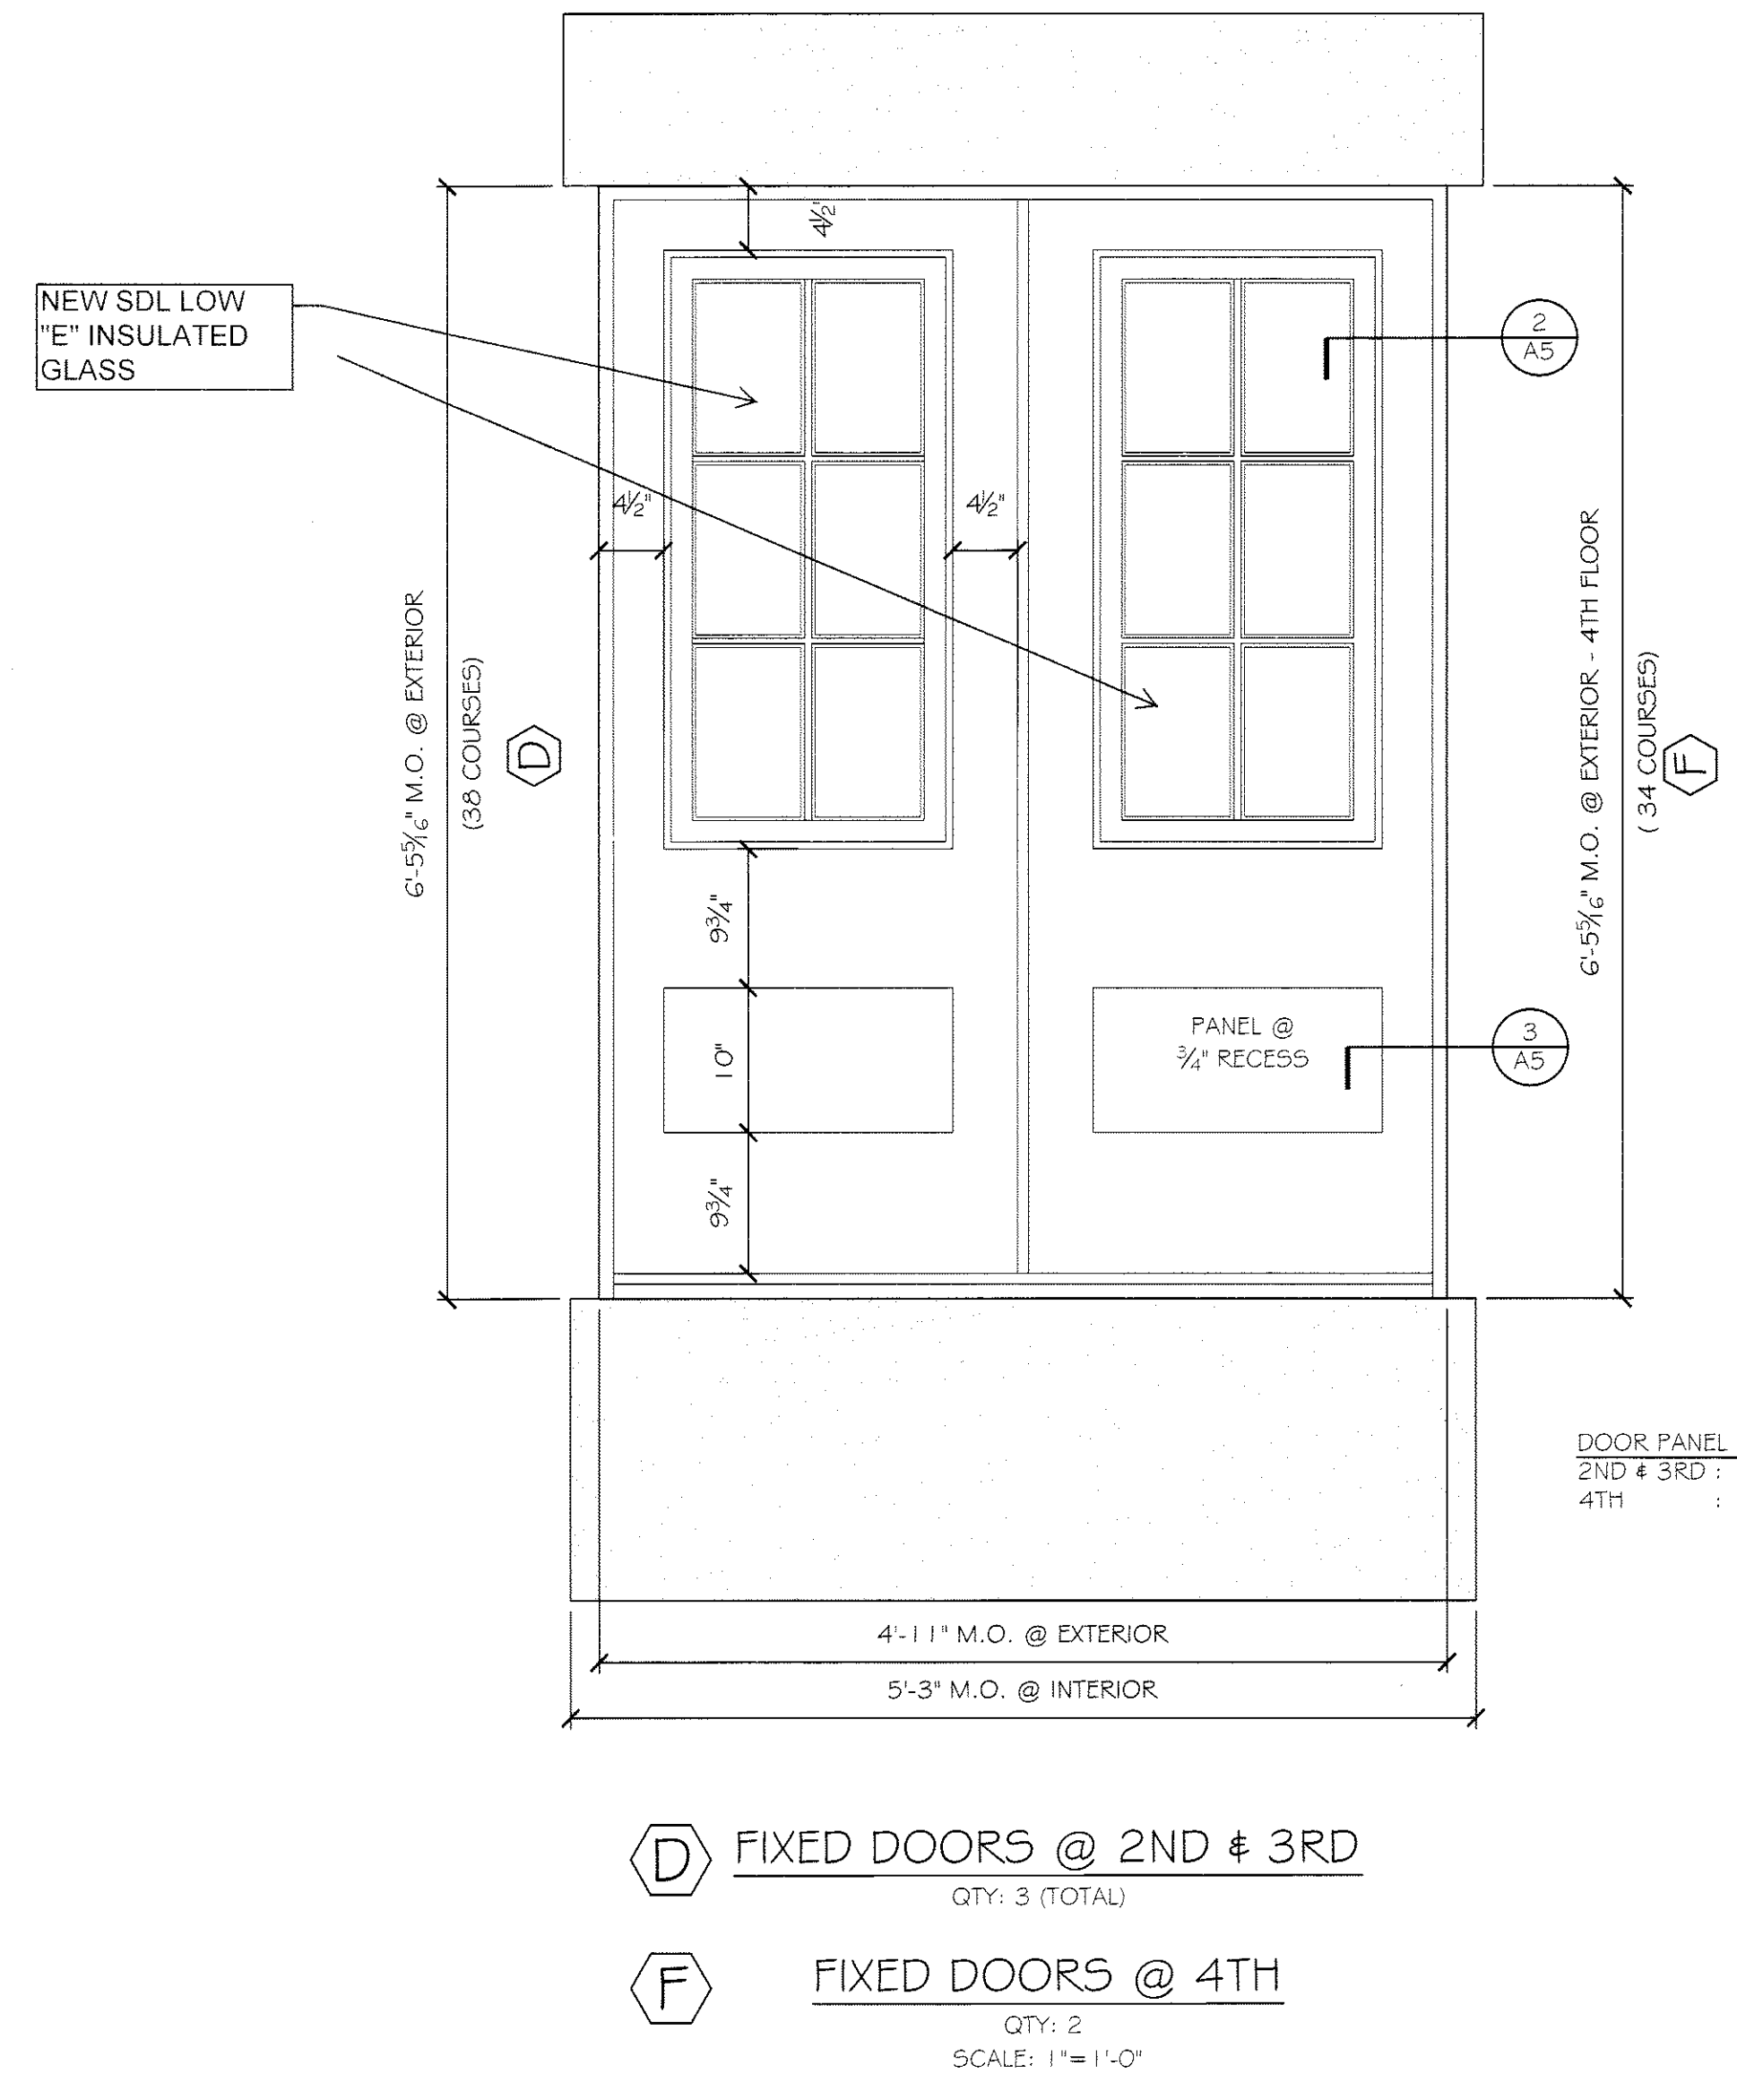 NEW SDL LOW
"E" INSULATED
GLASS
4½"
4½"
4½"
2
A5
6'-5⁵⁄₁₆" M.O. @ EXTERIOR
(38 COURSES)
D
6'-5⁵⁄₁₆" M.O. @ EXTERIOR - 4TH FLOOR
(34 COURSES)
F
9¾"
10"
9¾"
PANEL @
¾" RECESS
3
A5
DOOR PANEL
2ND & 3RD :
4TH :
4'-11" M.O. @ EXTERIOR
5'-3" M.O. @ INTERIOR
D FIXED DOORS @ 2ND & 3RD
QTY: 3 (TOTAL)
F FIXED DOORS @ 4TH
QTY: 2
SCALE: 1"=1'-0"